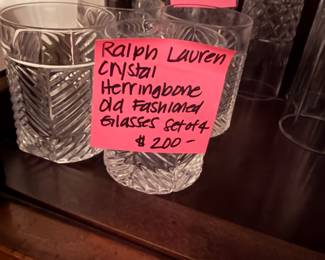 Ralph Lauren
Crystal
Herringbone
Old Fashioned
Glasses set of 4
$200-